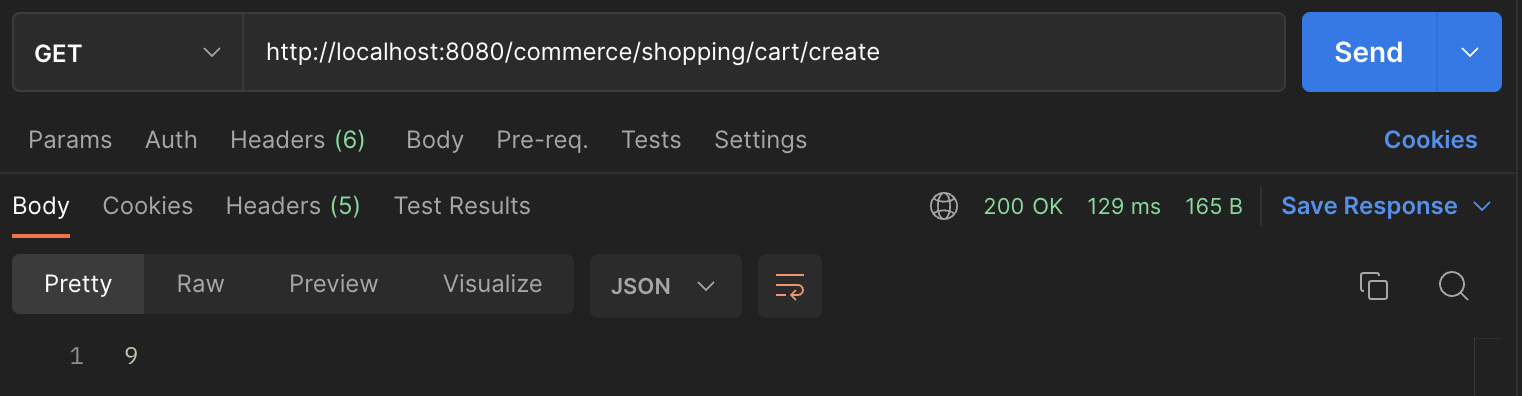 GET http://localhost:8080/commerce/shopping/cart/create Send
Params Auth Headers (6) Body Pre-req. Tests Settings Cookies
Body Cookies Headers (5) Test Results 200 OK 129 ms 165 B Save Response
Pretty Raw Preview Visualize JSON
1 9